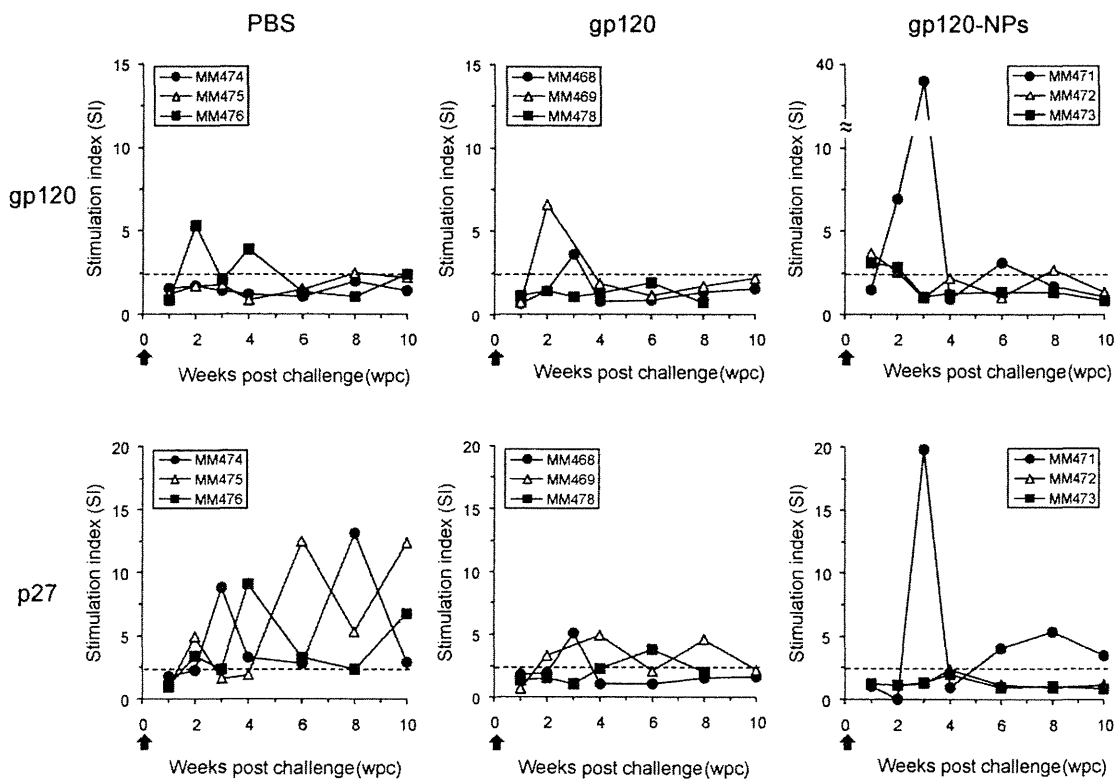 PBS
gp120
gp120-NPs
gp120
Stimulation index (SI)
15
10
5
0
MM474
MM475
MM476
0 2 4 6 8 10
Weeks post challenge(wpc)
Stimulation index (SI)
15
10
5
0
MM468
MM469
MM478
0 2 4 6 8 10
Weeks post challenge(wpc)
Stimulation index (SI)
40
10
5
0
MM471
MM472
MM473
0 2 4 6 8 10
Weeks post challenge(wpc)
p27
Stimulation index (SI)
20
15
10
5
0
MM474
MM475
MM476
0 2 4 6 8 10
Weeks post challenge(wpc)
Stimulation index (SI)
20
15
10
5
0
MM468
MM469
MM478
0 2 4 6 8 10
Weeks post challenge(wpc)
Stimulation index (SI)
20
15
10
5
0
MM471
MM472
MM473
0 2 4 6 8 10
Weeks post challenge(wpc)